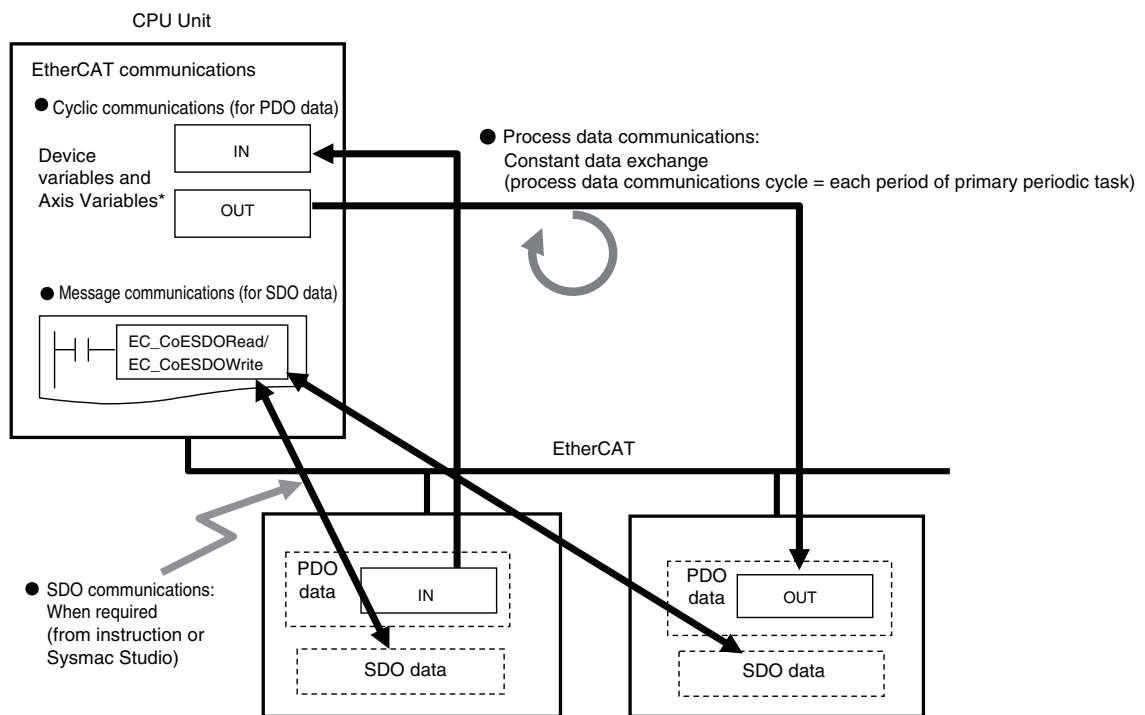 CPU Unit
EtherCAT communications
● Cyclic communications (for PDO data)
Device
variables and
Axis Variables*
IN
OUT
● Process data communications:
Constant data exchange
(process data communications cycle = each period of primary periodic task)
● Message communications (for SDO data)
EC_CoESDORead/
EC_CoESDOWrite
EtherCAT
● SDO communications:
When required
(from instruction or
Sysmac Studio)
PDO
data
IN
SDO data
PDO
data
OUT
SDO data